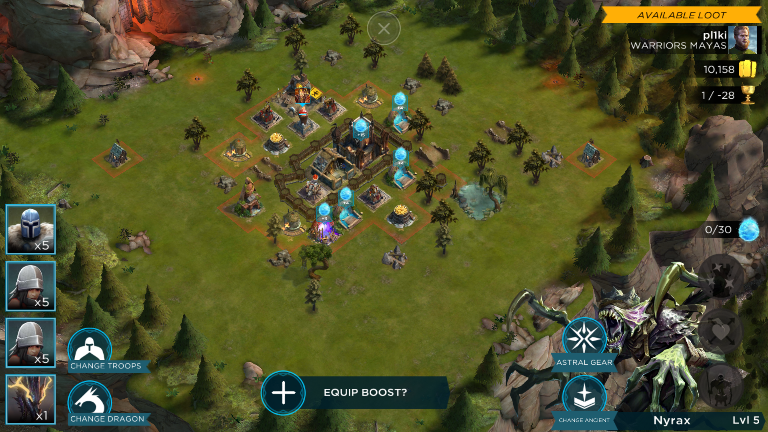 AVAILABLE LOOT
pl1ki
WARRIORS MAYAS
10,158
1 / -28
0/30
x5
x5
x5
x1
CHANGE TROOPS
CHANGE DRAGON
EQUIP BOOST?
ASTRAL GEAR
CHANGE ANCIENT
Nyrax Lvl 5